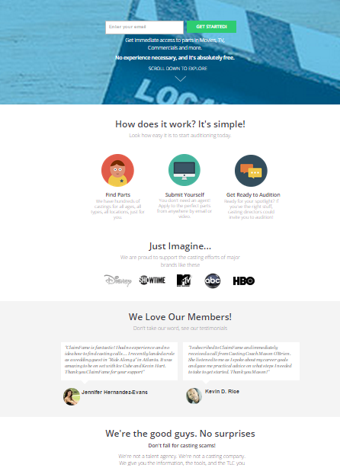 Enter your email
GET STARTED!
Get immediate access to parts in Movies, TV,
Commercials and more.
No experience necessary, and it's absolutely free.
SCROLL DOWN TO EXPLORE
How does it work? It's simple!
Look how easy it is to start auditioning today.
Find Parts
We have hundreds of
castings for all ages, all
types, all locations, just for
you.
Submit Yourself
You don't need an agent!
Apply to the perfect parts
from anywhere by email or
video.
Get Ready to Audition
Ready for your spotlight? If
you're the right stuff,
casting directors could
invite you to audition!
Just Imagine...
We are proud to support the casting efforts of major
brands like these
Disney
SHOWTIME
MTV
abc
HBO
We Love Our Members!
Don't take our word, see our testimonials
Jennifer Hernandez-Evans
Kevin D. Rise
We're the good guys. No surprises
Don't fall for casting scams!
We're not a talent agency. We're not a casting company.
We give you the information, the tools, and the T.L.C. you